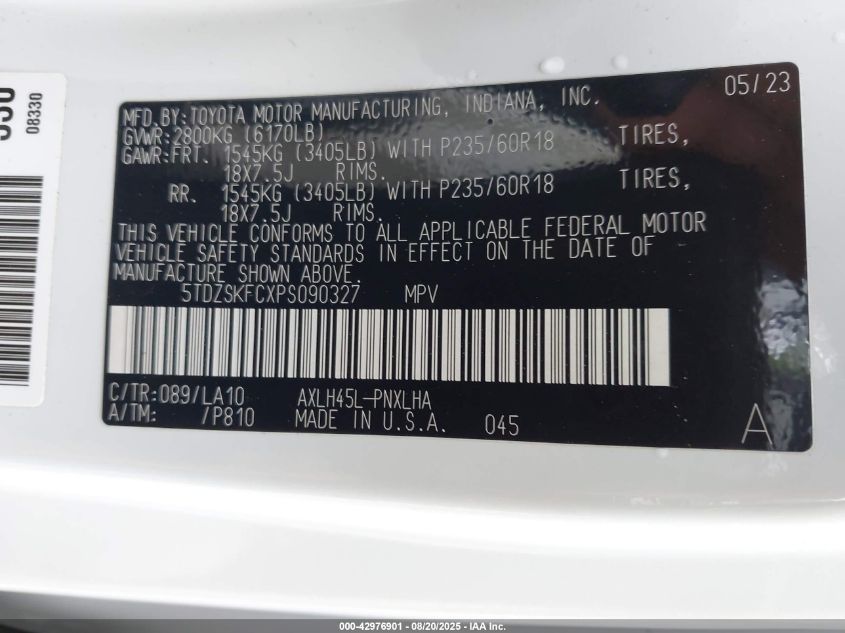 05/23
MFD.BY:TOYOTA MOTOR MANUFACTURING, INDIANA, INC.
GVWR:2800KG (6170LB)
GAWR:FRT. 1545KG (3405LB) WITH P235/60R18 TIRES,
18X7.5J RIMS.
RR. 1545KG (3405LB) WITH P235/60R18 TIRES,
18X7.5J RIMS.
THIS VEHICLE CONFORMS TO ALL APPLICABLE FEDERAL MOTOR
VEHICLE SAFETY STANDARDS IN EFFECT ON THE DATE OF
MANUFACTURE SHOWN ABOVE.
5TDZSKFCXPS090327 MPV
C/TR:089/LA10 AXLH45L-PNXLHA
A/TM: /P810 MADE IN U.S.A. 045 A
08330
000-42976901 - 08/20/2025 - IAA Inc.